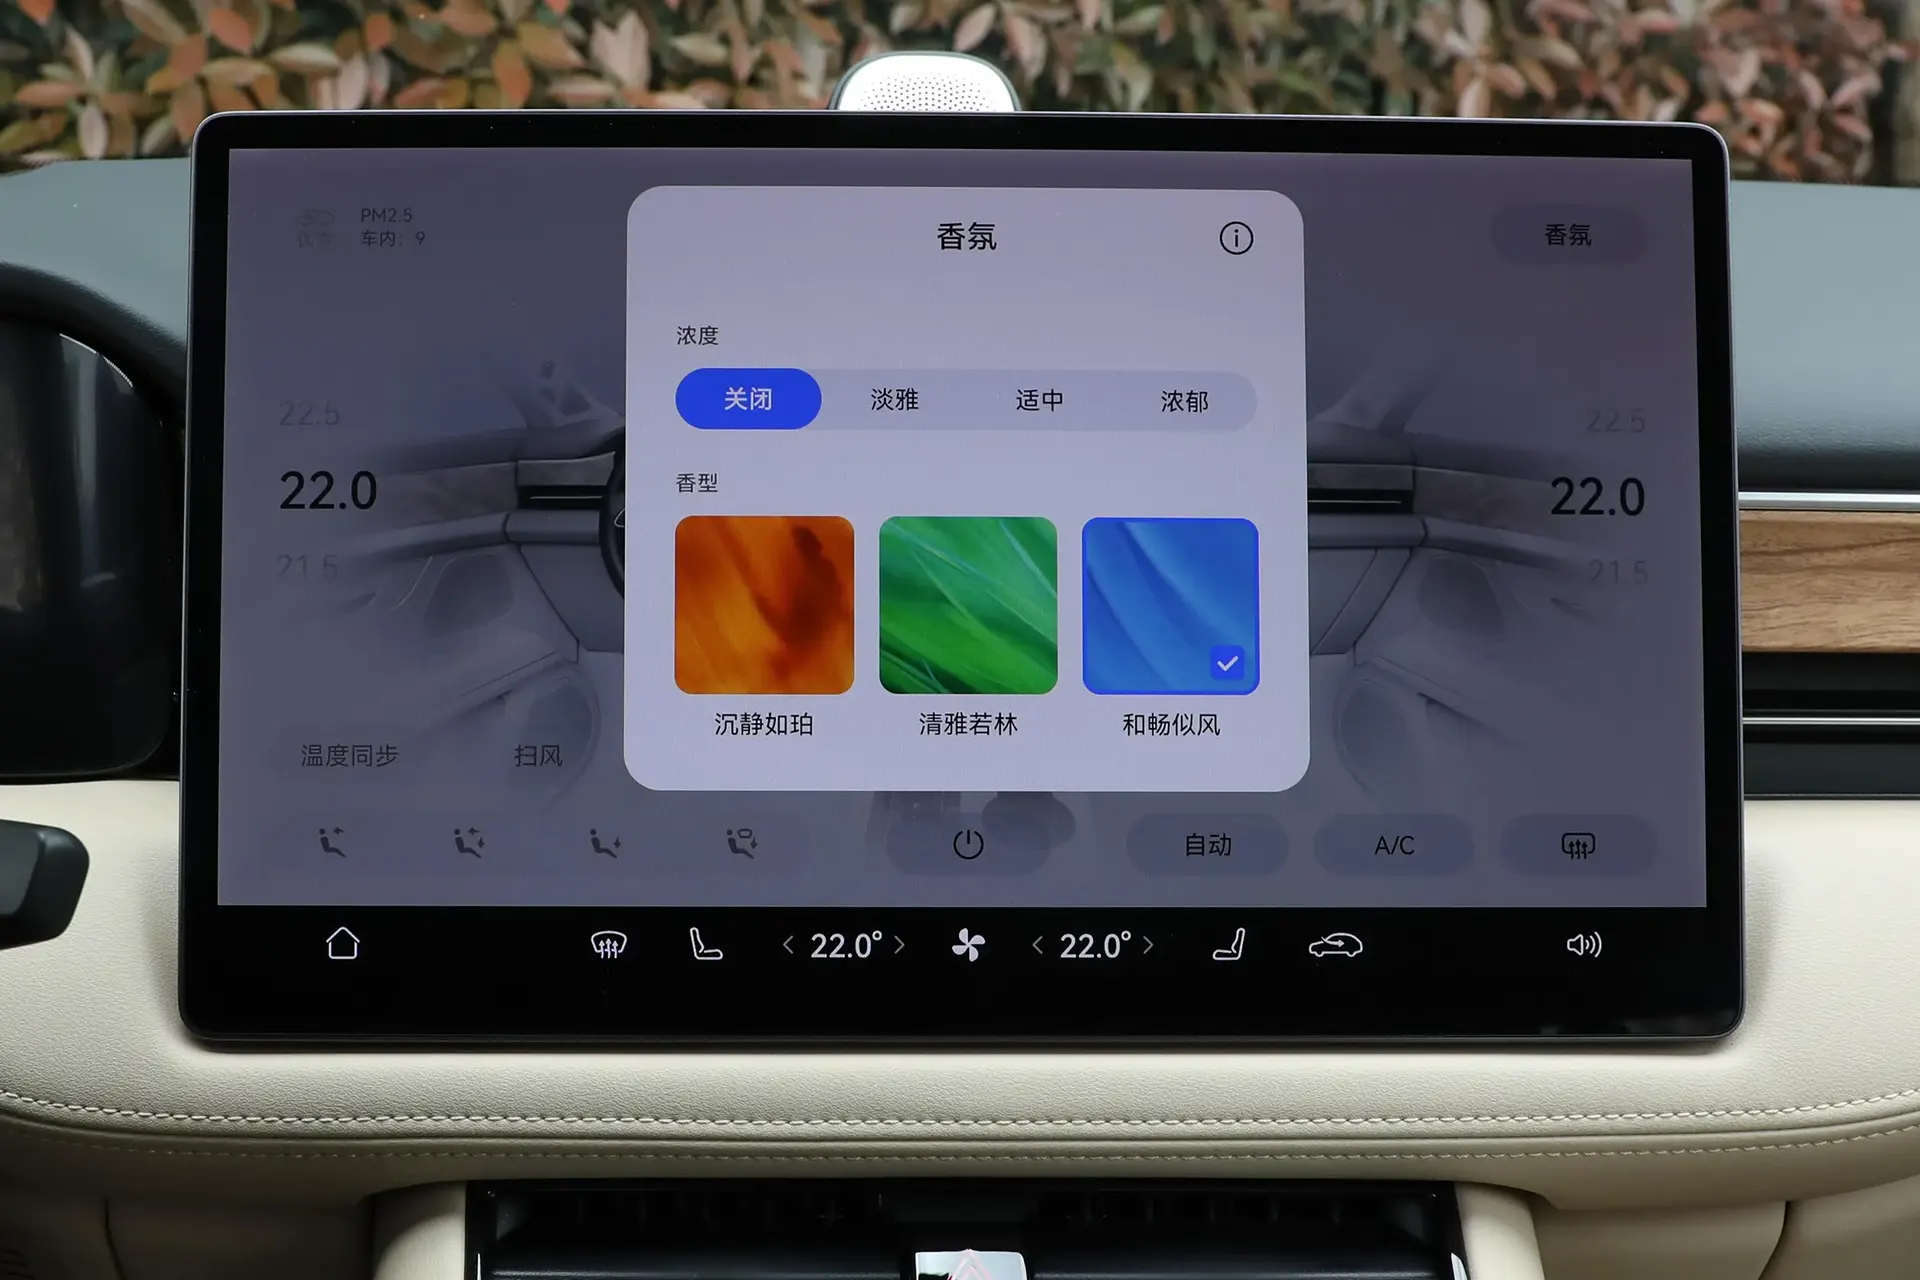 PM2.5
车内：9
香氛
香氛
浓度
关闭 淡雅 适中 浓郁
22.5
22.0
21.5
22.5
22.0
21.5
香型
沉静如珀 清雅若林 和畅似风
温度同步 扫风
自动 A/C
22.0° 22.0°